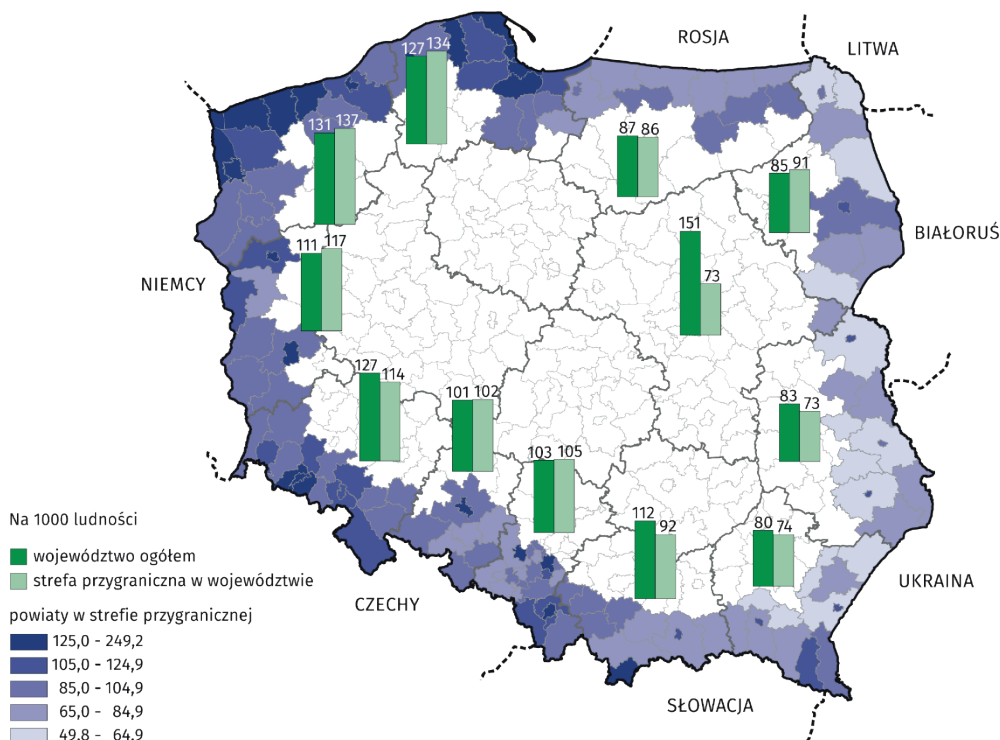 ROSJA
LITWA
127 134
131 137
87 86
85 91
BIAŁORUŚ
151
73
111 117
NIEMCY
127 114
101 102
83 73
103 105
112 92
80 74
Na 1000 ludności
województwo ogółem
strefa przygraniczna w województwie
CZECHY
UKRAINA
powiaty w strefie przygranicznej
125,0 - 249,2
105,0 - 124,9
85,0 - 104,9
65,0 - 84,9
49,8 - 64,9
SŁOWACJA